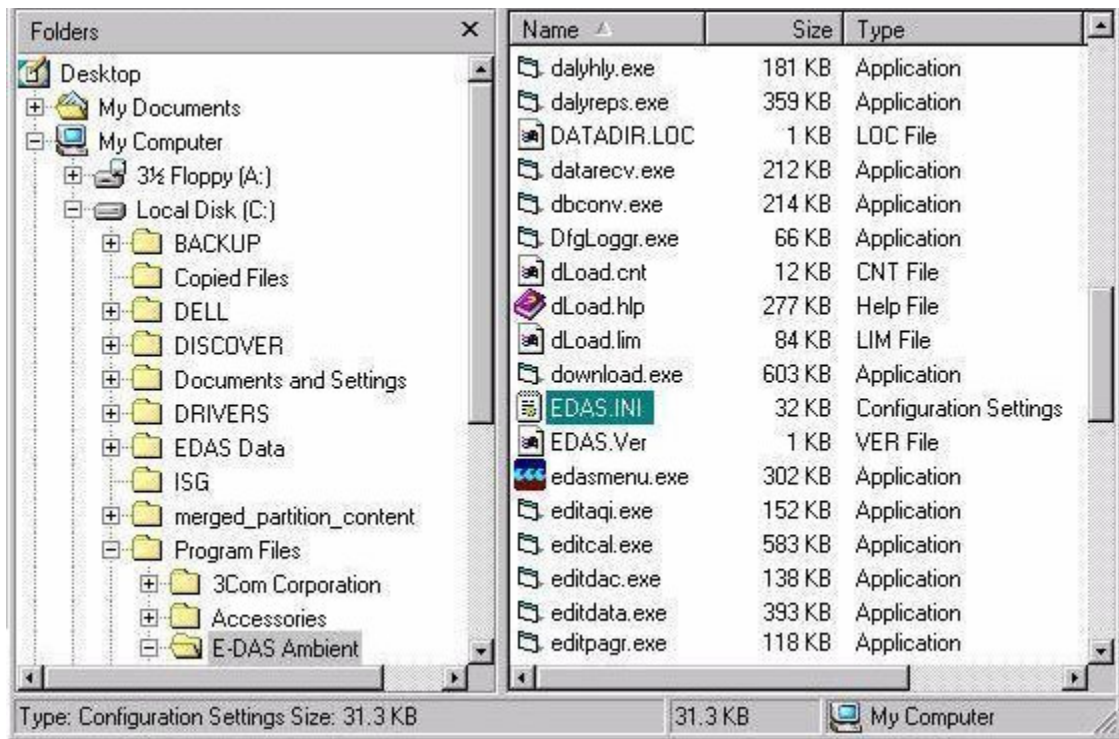 Folders
Desktop
My Documents
My Computer
3½ Floppy (A:)
Local Disk (C:)
BACKUP
Copied Files
DELL
DISCOVER
Documents and Settings
DRIVERS
EDAS Data
ISG
merged_partition_content
Program Files
3Com Corporation
Accessories
E-DAS Ambient
Name Size Type
dalyhly.exe 181 KB Application
dalyreps.exe 359 KB Application
DATADIR.LOC 1 KB LOC File
datarecv.exe 212 KB Application
dbconv.exe 214 KB Application
DfgLoggr.exe 66 KB Application
dLoad.cnt 12 KB CNT File
dLoad.hlp 277 KB Help File
dLoad.lim 84 KB LIM File
download.exe 603 KB Application
EDAS.INI 32 KB Configuration Settings
EDAS.Ver 1 KB VER File
edasmenu.exe 302 KB Application
editaqi.exe 152 KB Application
editcal.exe 583 KB Application
editdac.exe 138 KB Application
editdata.exe 393 KB Application
editpagr.exe 118 KB Application
Type: Configuration Settings Size: 31.3 KB 31.3 KB My Computer